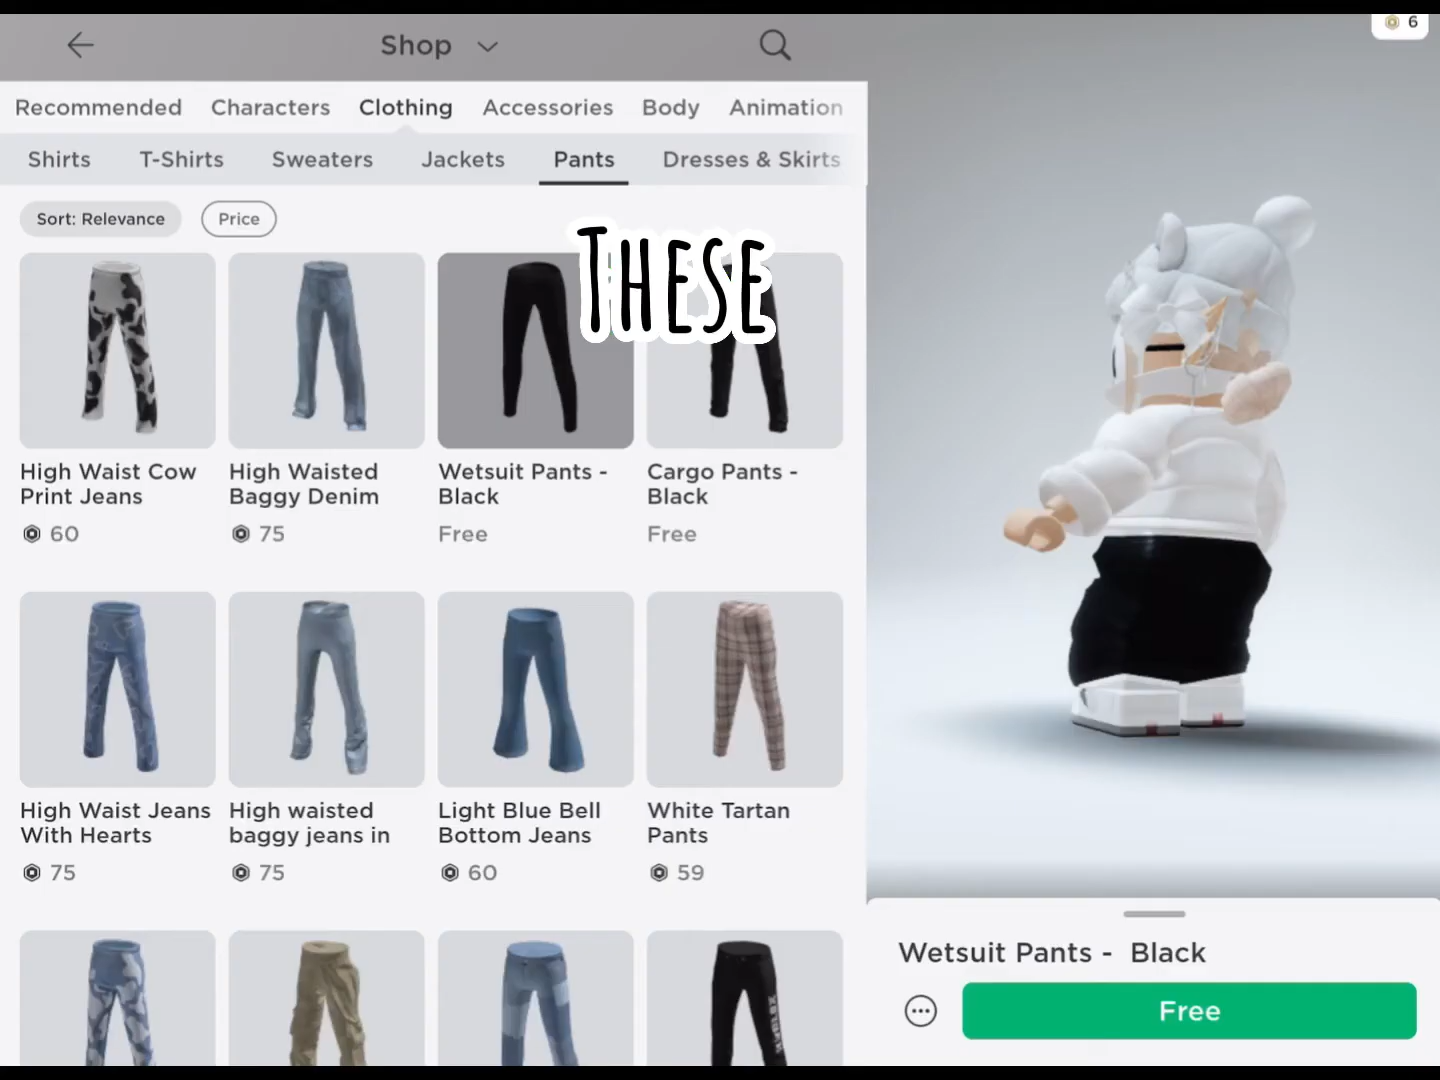 Shop
6
Recommended Characters Clothing Accessories Body Animation
Shirts T-Shirts Sweaters Jackets Pants Dresses & Skirts
Sort: Relevance Price
THESE
High Waist Cow
Print Jeans
60
High Waisted
Baggy Denim
75
Wetsuit Pants -
Black
Free
Cargo Pants -
Black
Free
High Waist Jeans
With Hearts
75
High waisted
baggy jeans in
75
Light Blue Bell
Bottom Jeans
60
White Tartan
Pants
59
Wetsuit Pants - Black
Free